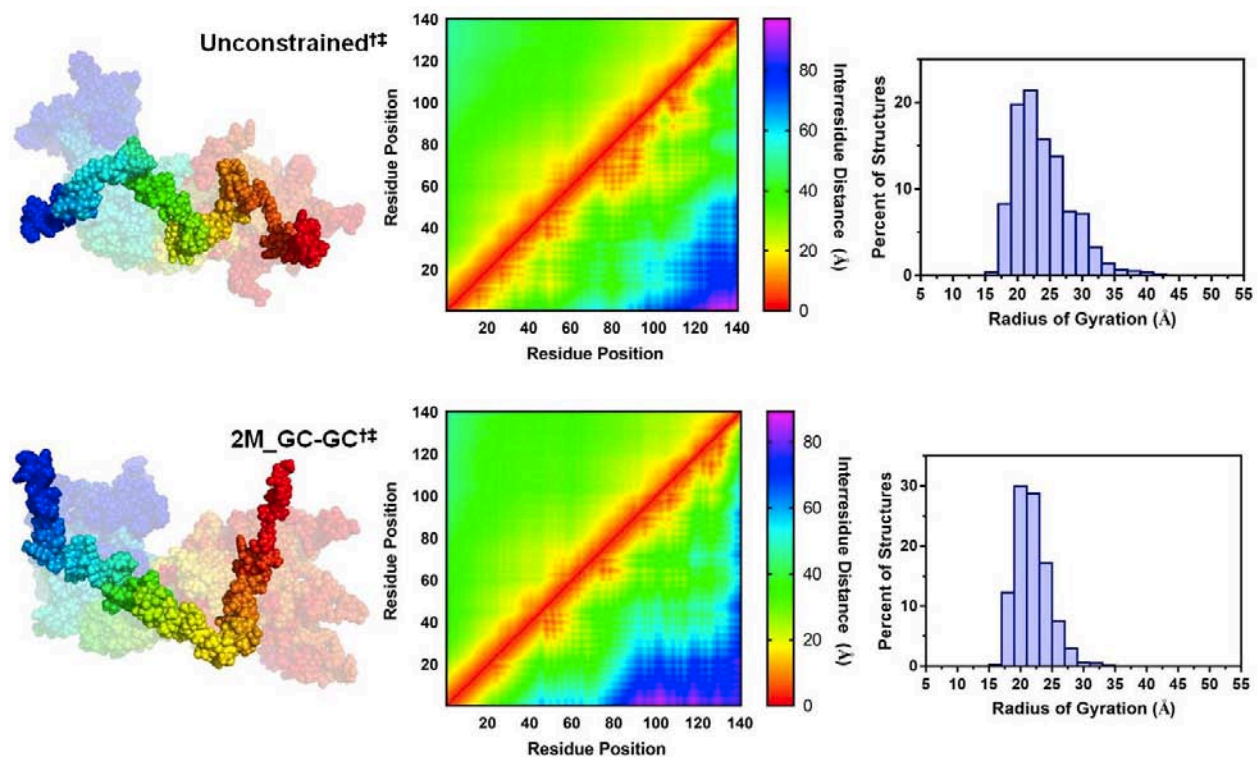 Unconstrained†‡
140
120
100
80
60
40
20
Residue Position
20 40 60 80 100 120 140
Residue Position
80
60
40
20
0
Interresidue Distance (Å)
20
10
0
Percent of Structures
5 10 15 20 25 30 35 40 45 50 55
Radius of Gyration (Å)
2M_GC-GC†‡
140
120
100
80
60
40
20
Residue Position
20 40 60 80 100 120 140
Residue Position
80
60
40
20
0
Interresidue Distance (Å)
30
20
10
0
Percent of Structures
5 10 15 20 25 30 35 40 45 50 55
Radius of Gyration (Å)